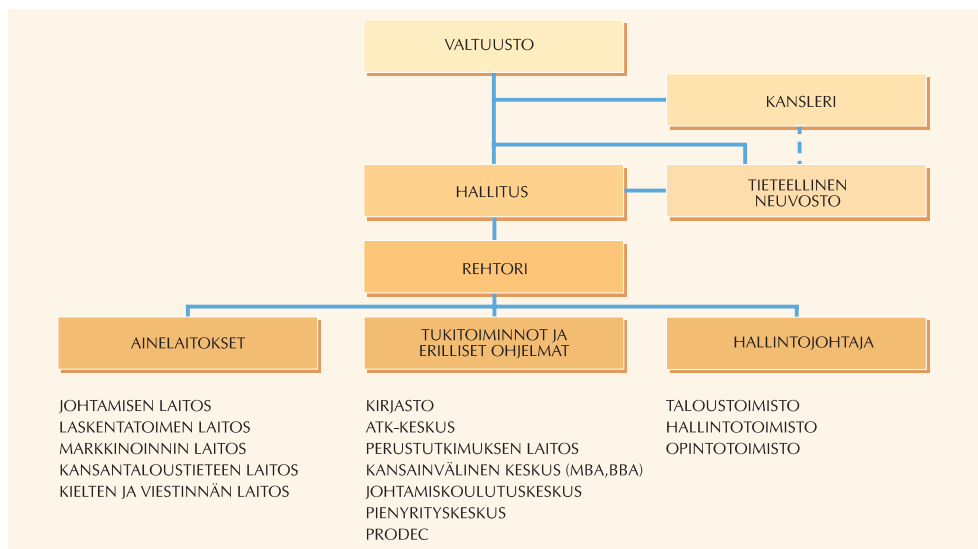 VALTUUSTO
KANSLERI
HALLITUS
TIETEELLINEN
NEUVOSTO
REHTORI
AINELAITOKSET
TUKITOIMINNOT JA
ERILLISET OHJELMAT
HALLINTOJOHTAJA
JOHTAMISEN LAITOS
LASKENTATOIMEN LAITOS
MARKKINOINNIN LAITOS
KANSANTALOUSTIETEEN LAITOS
KIELTEN JA VIESTINNÄN LAITOS
KIRJASTO
ATK-KESKUS
PERUSTUTKIMUKSEN LAITOS
KANSAINVÄLINEN KESKUS (MBA,BBA)
JOHTAMISKOULUTUSKESKUS
PIENYRITYSKESKUS
PRODEC
TALOUSTOIMISTO
HALLINTOTOIMISTO
OPINTOTOIMISTO